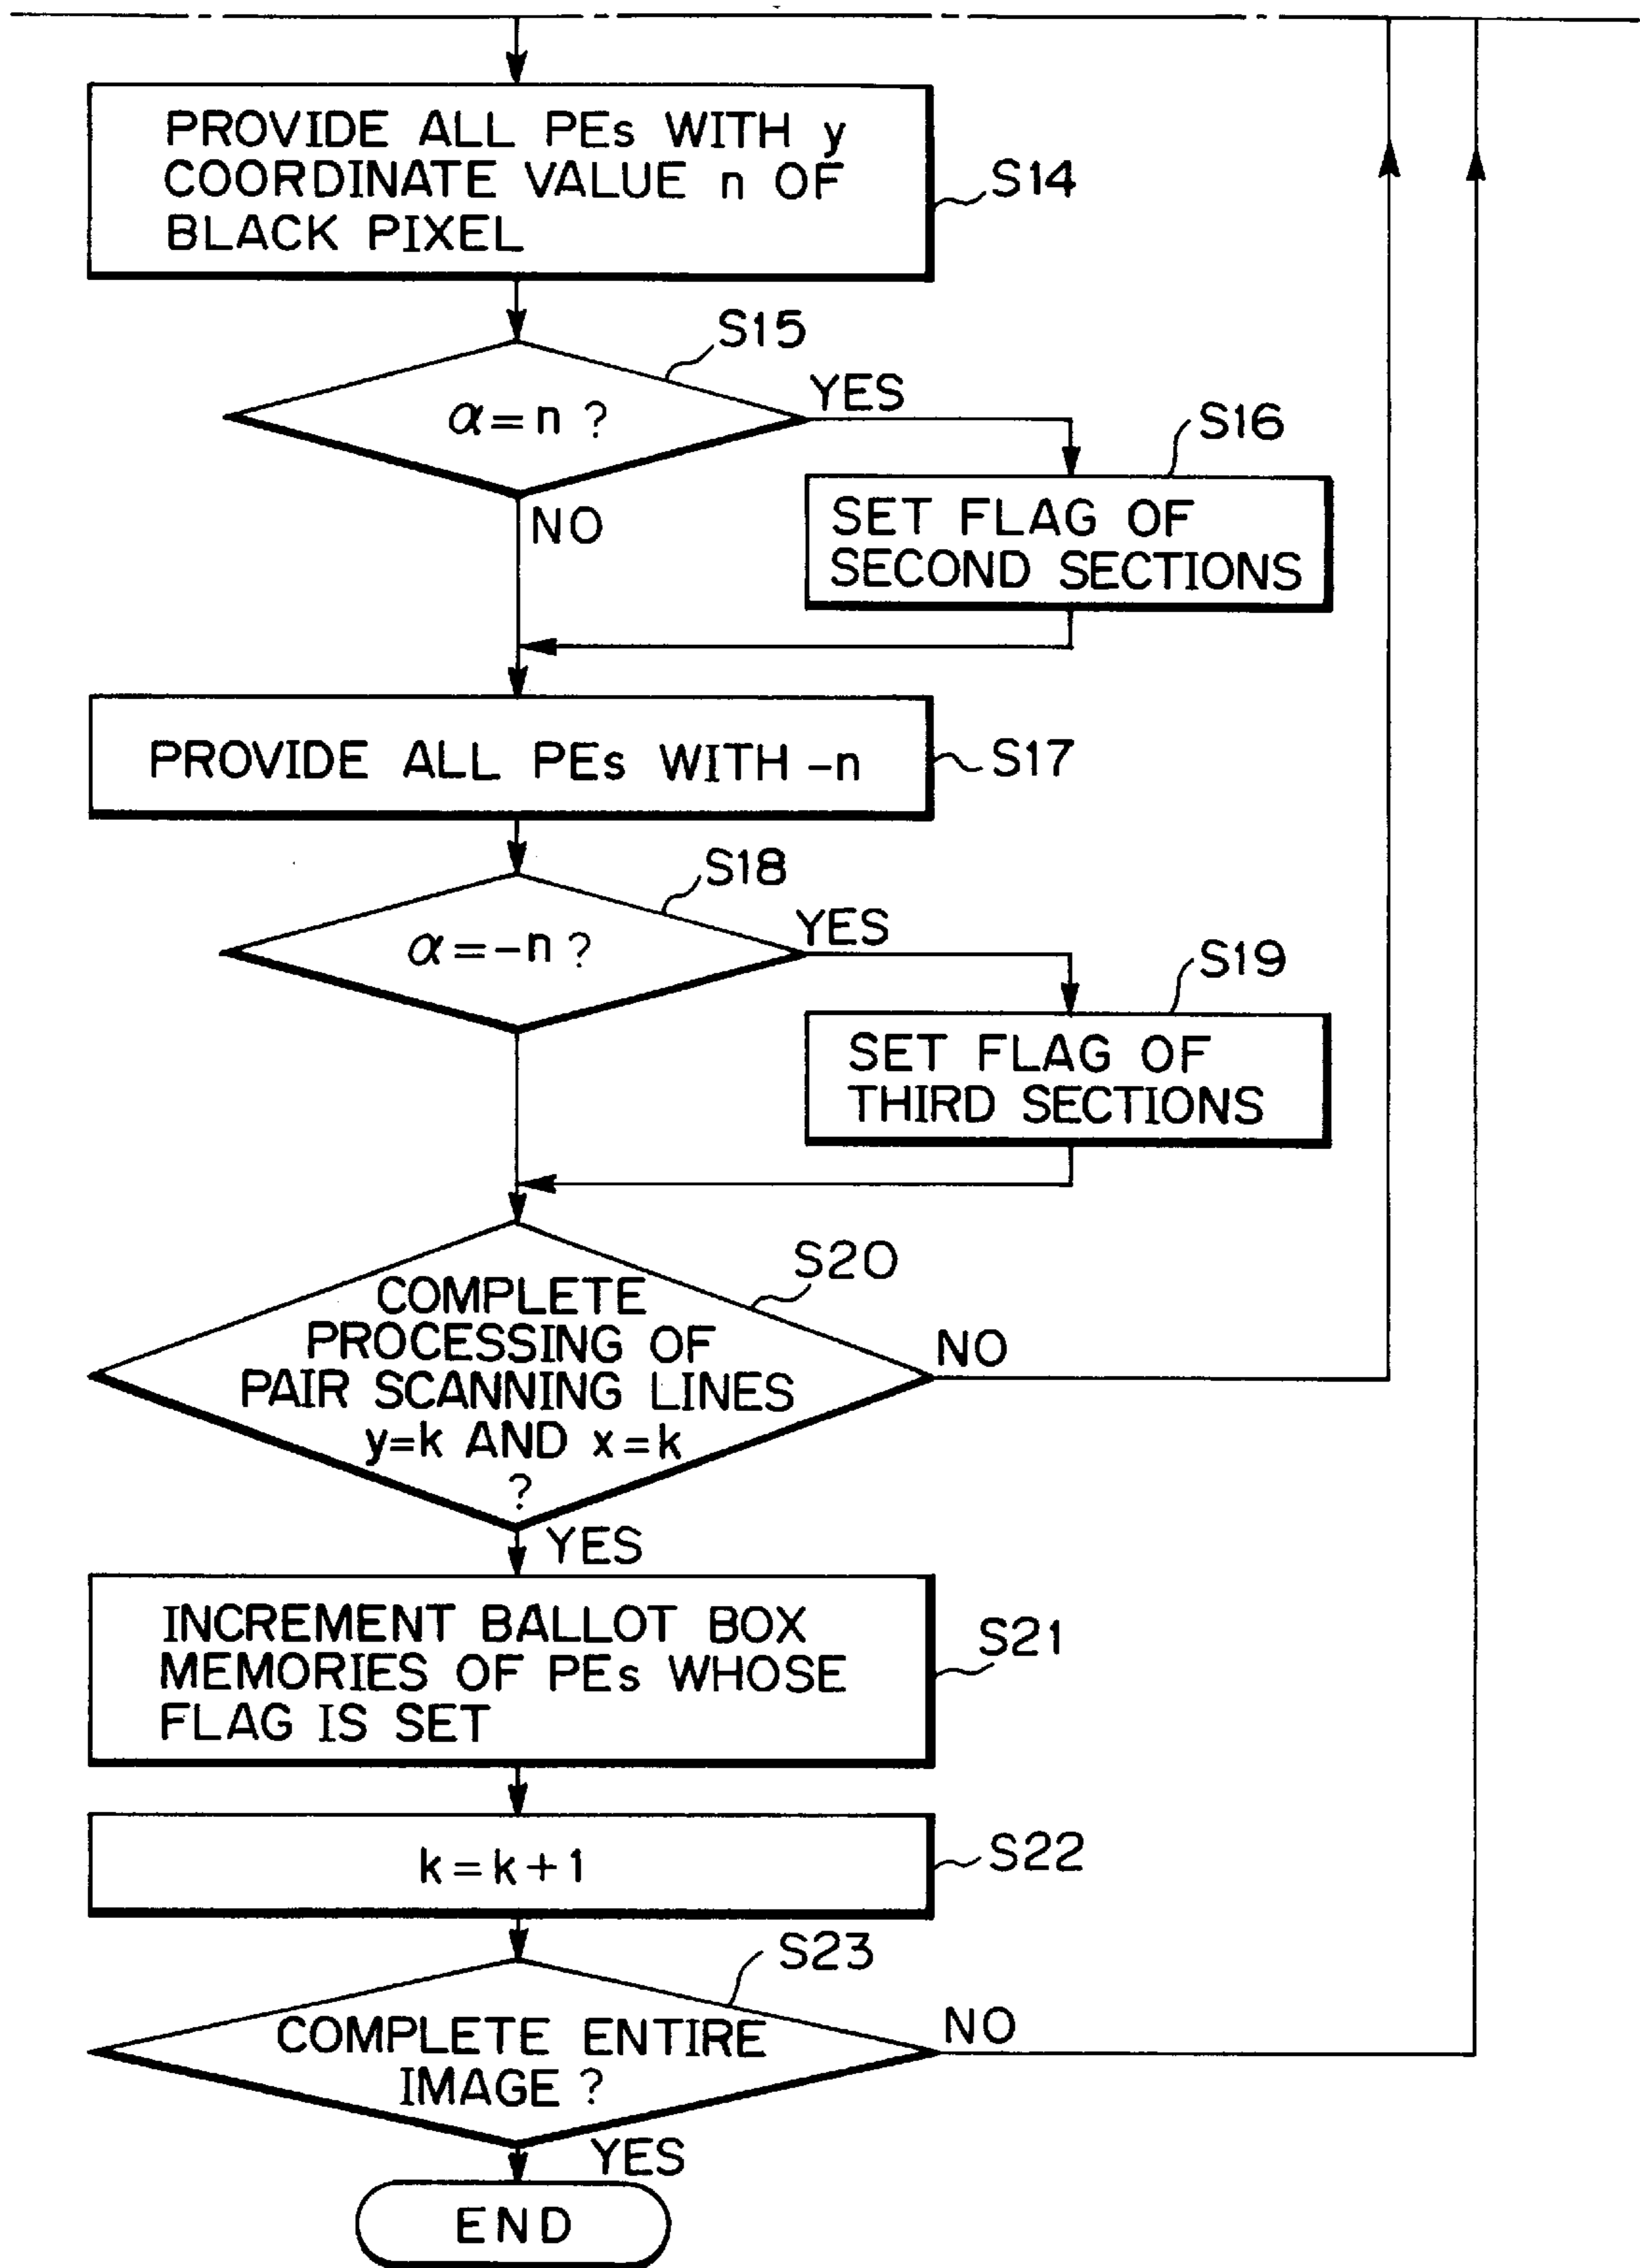 PROVIDE ALL PEs WITH y
COORDINATE VALUE n OF
BLACK PIXEL
S14
S15
α=n ?
YES
NO
S16
SET FLAG OF
SECOND SECTIONS
PROVIDE ALL PEs WITH -n
S17
S18
α=-n ?
YES
S19
SET FLAG OF
THIRD SECTIONS
S20
COMPLETE
PROCESSING OF
PAIR SCANNING LINES
y=k AND x=k
?
NO
YES
INCREMENT BALLOT BOX
MEMORIES OF PEs WHOSE
FLAG IS SET
S21
k=k+1
S22
S23
COMPLETE ENTIRE
IMAGE ?
NO
YES
END